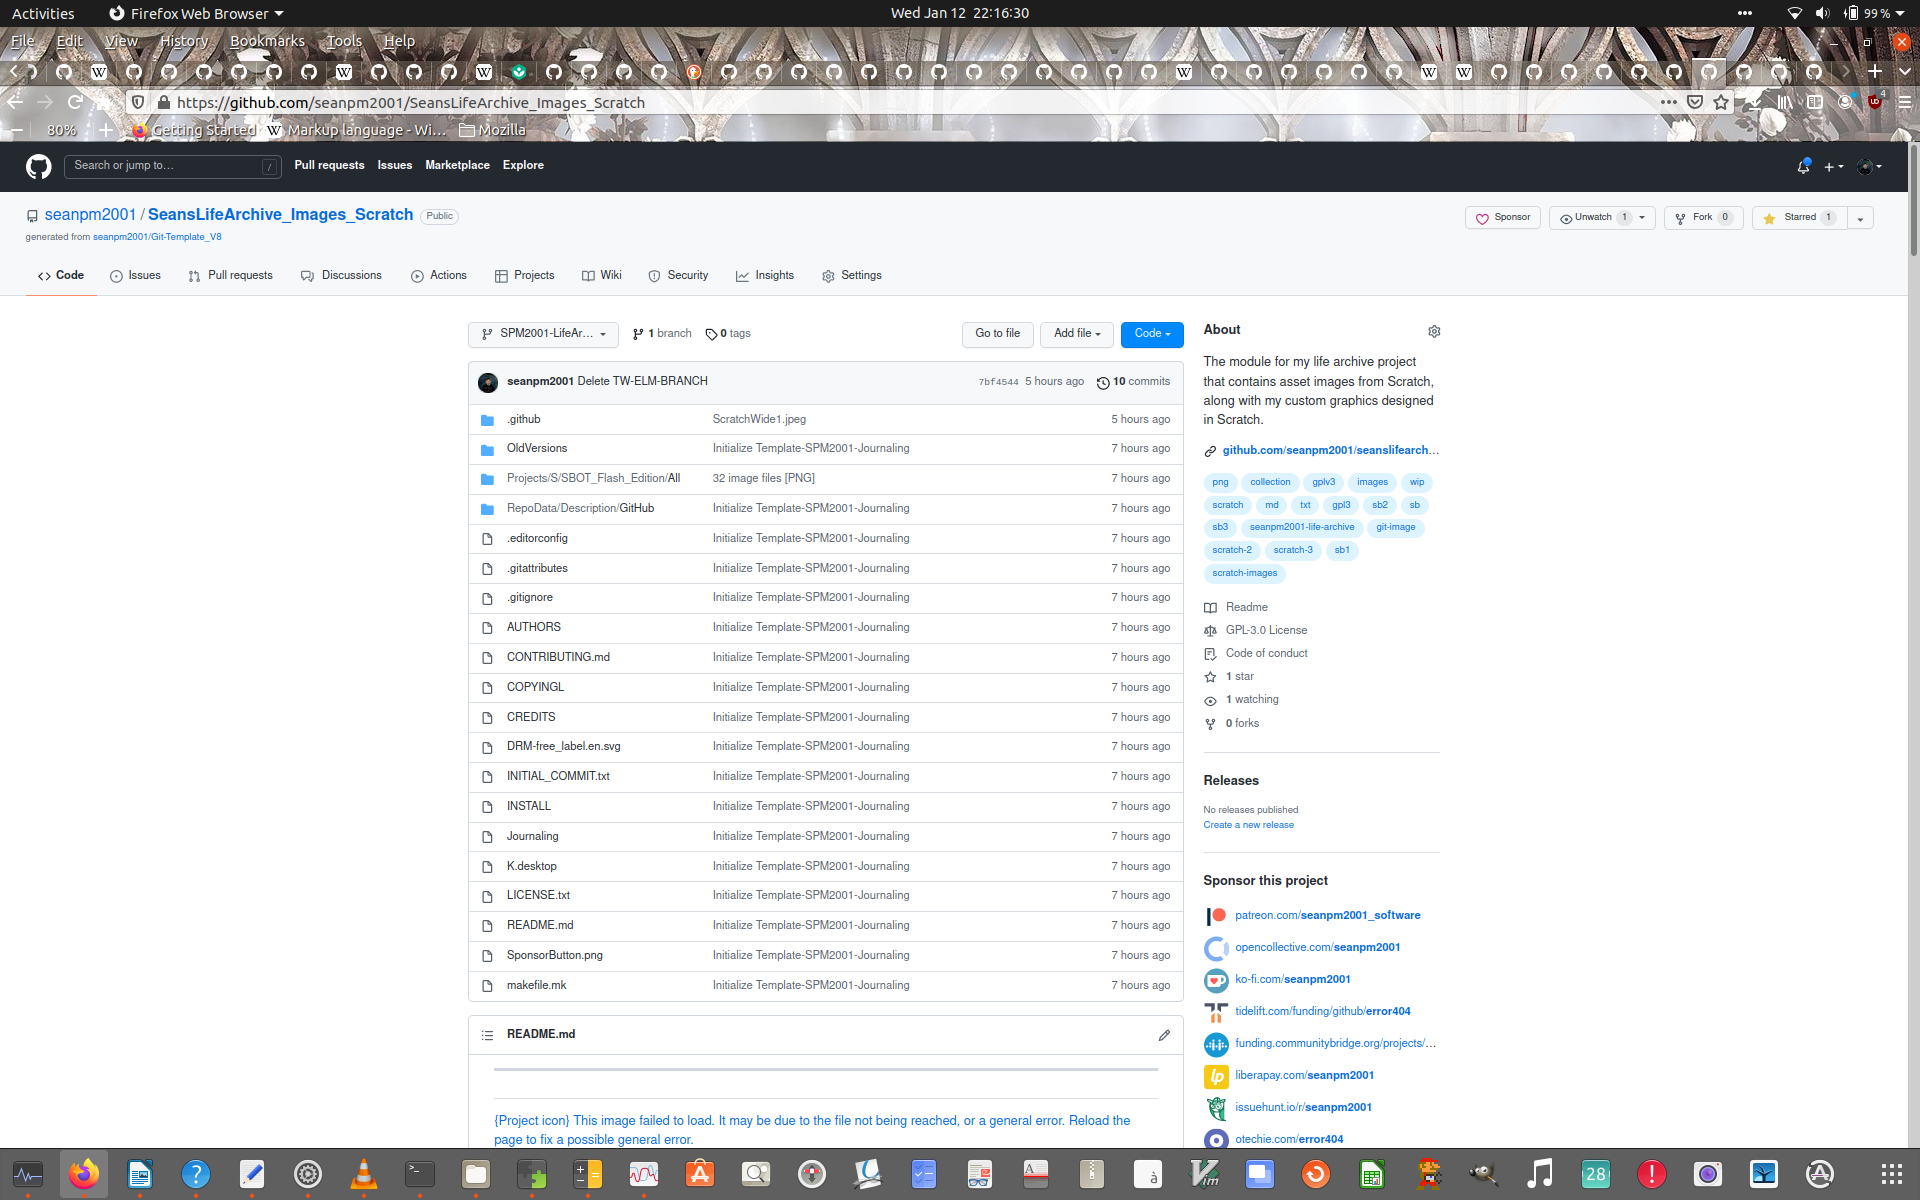 Activities
Firefox Web Browser
Wed Jan 12 22:16:30
99 %
File Edit View History Bookmarks Tools Help
https://github.com/seanpm2001/SeansLifeArchive_Images_Scratch
4
80%
Getting Started
Markup language - Wi…
Mozilla
Search or jump to…
/
Pull requests Issues Marketplace Explore
seanpm2001 / SeansLifeArchive_Images_Scratch Public
generated from seanpm2001/Git-Template_V8
Sponsor
Unwatch 1
Fork 0
Starred 1
Code Issues Pull requests Discussions Actions Projects Wiki Security Insights Settings
SPM2001-LifeAr…
1 branch
0 tags
Go to file
Add file
Code
seanpm2001 Delete TW-ELM-BRANCH 7bf4544 5 hours ago 10 commits
.github ScratchWide1.jpeg 5 hours ago
OldVersions Initialize Template-SPM2001-Journaling 7 hours ago
Projects/S/SBOT_Flash_Edition/All 32 image files [PNG] 7 hours ago
RepoData/Description/GitHub Initialize Template-SPM2001-Journaling 7 hours ago
.editorconfig Initialize Template-SPM2001-Journaling 7 hours ago
.gitattributes Initialize Template-SPM2001-Journaling 7 hours ago
.gitignore Initialize Template-SPM2001-Journaling 7 hours ago
AUTHORS Initialize Template-SPM2001-Journaling 7 hours ago
CONTRIBUTING.md Initialize Template-SPM2001-Journaling 7 hours ago
COPYINGL Initialize Template-SPM2001-Journaling 7 hours ago
CREDITS Initialize Template-SPM2001-Journaling 7 hours ago
DRM-free_label.en.svg Initialize Template-SPM2001-Journaling 7 hours ago
INITIAL_COMMIT.txt Initialize Template-SPM2001-Journaling 7 hours ago
INSTALL Initialize Template-SPM2001-Journaling 7 hours ago
Journaling Initialize Template-SPM2001-Journaling 7 hours ago
K.desktop Initialize Template-SPM2001-Journaling 7 hours ago
LICENSE.txt Initialize Template-SPM2001-Journaling 7 hours ago
README.md Initialize Template-SPM2001-Journaling 7 hours ago
SponsorButton.png Initialize Template-SPM2001-Journaling 7 hours ago
makefile.mk Initialize Template-SPM2001-Journaling 7 hours ago
README.md
{Project icon} This image failed to load. It may be due to the file not being reached, or a general error. Reload the
page to fix a possible general error.
About
The module for my life archive project
that contains asset images from Scratch,
along with my custom graphics designed
in Scratch.
github.com/seanpm2001/seanslifearch…
png collection gplv3 images wip
scratch md txt gpl3 sb2 sb
sb3 seanpm2001-life-archive git-image
scratch-2 scratch-3 sb1
scratch-images
Readme
GPL-3.0 License
Code of conduct
1 star
1 watching
0 forks
Releases
No releases published
Create a new release
Sponsor this project
patreon.com/seanpm2001_software
opencollective.com/seanpm2001
ko-fi.com/seanpm2001
tidelift.com/funding/github/error404
funding.communitybridge.org/projects/…
lp
liberapay.com/seanpm2001
issuehunt.io/r/seanpm2001
otechie.com/error404
28